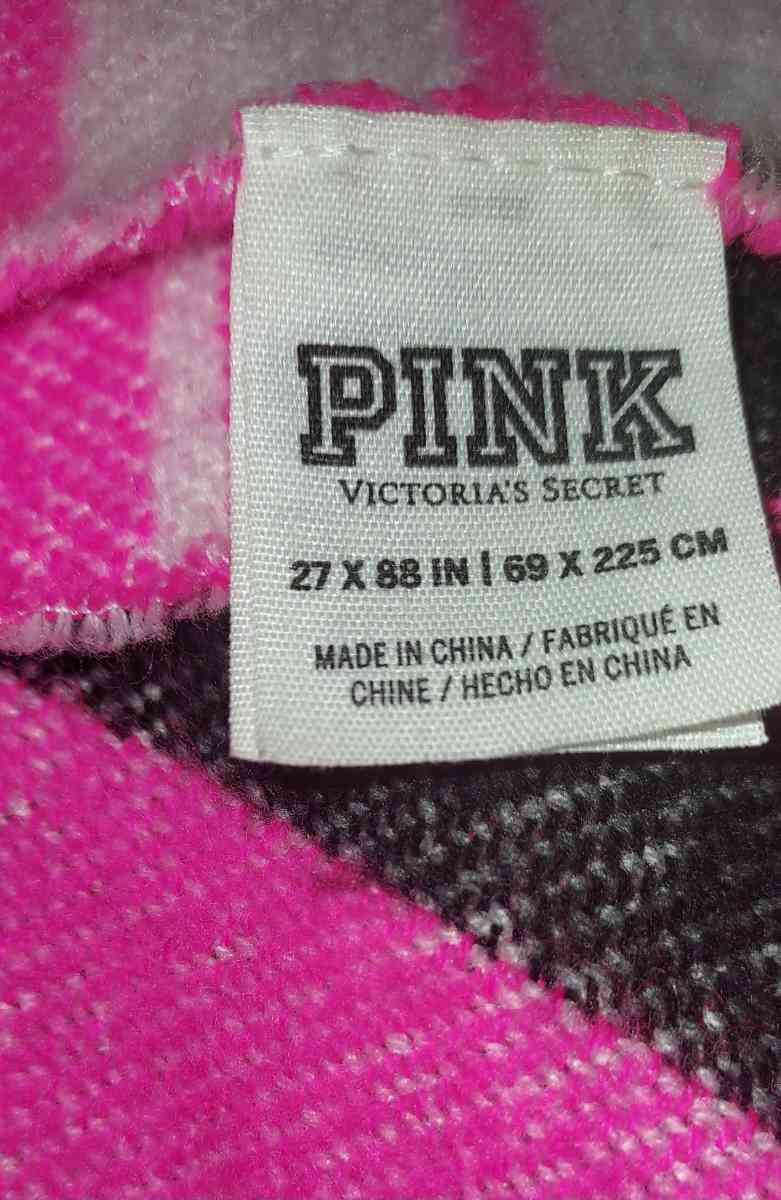 PINK
VICTORIA'S SECRET
27 X 88 IN | 69 X 225 CM
MADE IN CHINA / FABRIQUÉ EN
CHINE / HECHO EN CHINA